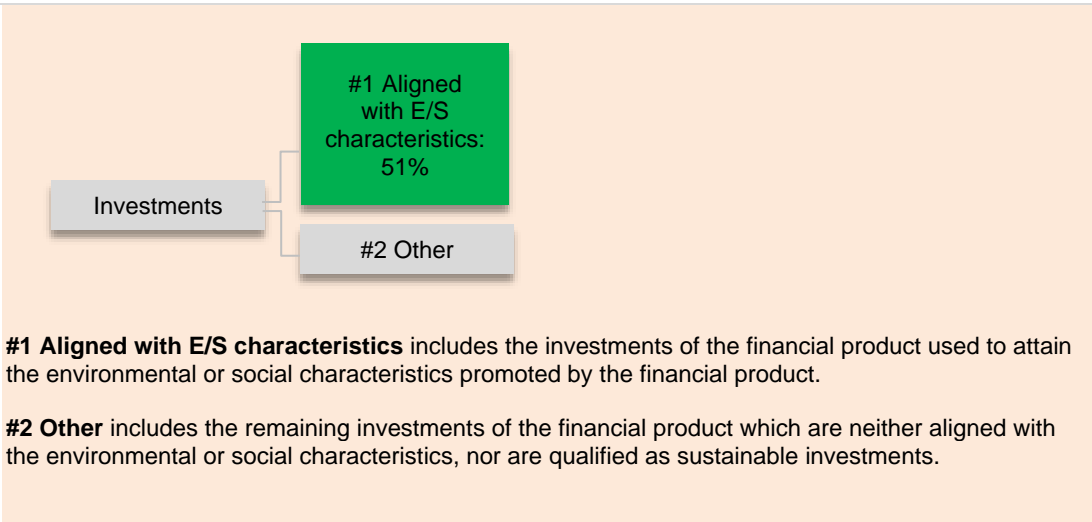 #1 Aligned
with E/S
characteristics:
51%
Investments
#2 Other
#1 Aligned with E/S characteristics includes the investments of the financial product used to attain
the environmental or social characteristics promoted by the financial product.
#2 Other includes the remaining investments of the financial product which are neither aligned with
the environmental or social characteristics, nor are qualified as sustainable investments.